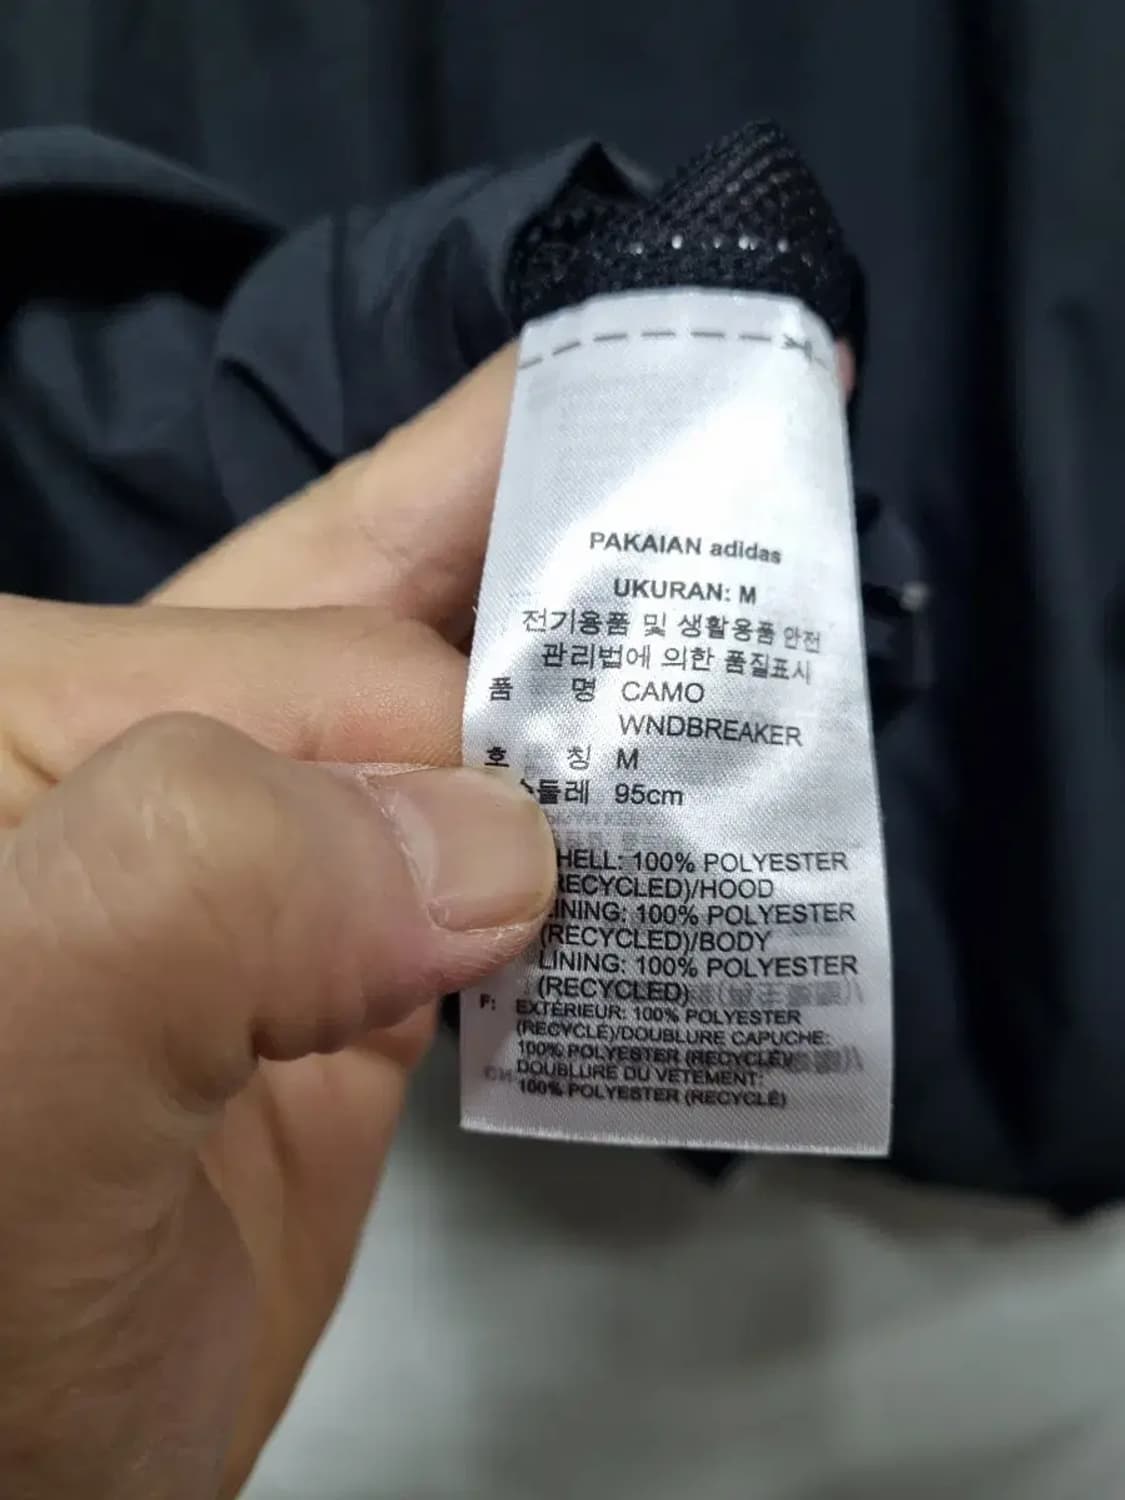 PAKAIAN adidas
UKURAN: M
전기용품 및 생활용품 안전
관리법에 의한 품질표시
품 명 CAMO
WNDBREAKER
호 칭 M
둘레 95cm
HELL: 100% POLYESTER
RECYCLED)/HOOD
INING: 100% POLYESTER
(RECYCLED)/BODY
LINING: 100% POLYESTER
(RECYCLED)
F: EXTÉRIEUR: 100% POLYESTER
(RECYCLÉ)/DOUBLURE CAPUCHE:
100% POLYESTER (RECYCLÉ)/
DOUBLURE DU VÊTEMENT:
100% POLYESTER (RECYCLÉ)